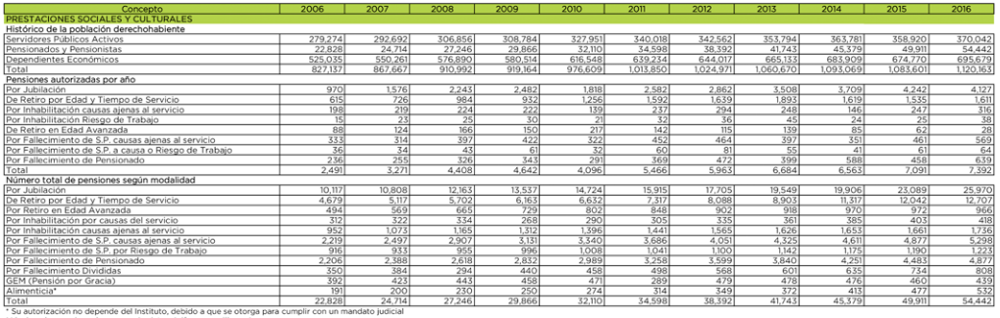 Concepto 2006 2007 2008 2009 2010 2011 2012 2013 2014 2015 2016
PRESTACIONES SOCIALES Y CULTURALES
Histórico de la población derechohabiente
Servidores Públicos Activos 279,274 292,692 306,856 308,784 327,951 340,018 342,562 353,794 363,781 358,920 370,042
Pensionados y Pensionistas 22,828 24,714 27,246 29,866 32,110 34,598 38,392 41,743 45,379 49,911 54,442
Dependientes Económicos 525,035 550,261 576,890 580,514 616,548 639,234 644,017 665,133 683,909 674,770 695,679
Total 827,137 867,667 910,992 919,164 976,609 1,013,850 1,024,971 1,060,670 1,093,069 1,083,601 1,120,163
Pensiones autorizadas por año
Por Jubilación 970 1,576 2,243 2,482 1,818 2,582 2,862 3,508 3,709 4,242 4,127
De Retiro por Edad y Tiempo de Servicio 615 726 984 932 1,256 1,592 1,639 1,893 1,619 1,535 1,611
Por Inhabilitación causas ajenas al servicio 198 219 224 222 139 237 294 248 146 247 316
Por Inhabilitación Riesgo de Trabajo 15 23 25 30 21 32 36 45 24 25 38
De Retiro en Edad Avanzada 88 124 166 150 217 142 115 139 85 62 28
Por Fallecimiento de S.P. causas ajenas al servicio 333 314 397 422 322 452 464 397 351 461 569
Por Fallecimiento de S.P. a causa o Riesgo de Trabajo 36 34 43 61 32 60 81 55 41 61 64
Por Fallecimiento de Pensionado 236 255 326 343 291 369 472 399 588 458 639
Total 2,491 3,271 4,408 4,642 4,096 5,466 5,963 6,684 6,563 7,091 7,392
Número total de pensiones según modalidad
Por Jubilación 10,117 10,808 12,163 13,537 14,724 15,915 17,705 19,549 19,906 23,089 25,970
De Retiro por Edad y Tiempo de Servicio 4,679 5,117 5,702 6,163 6,632 7,317 8,088 8,903 11,317 12,042 12,707
Por Retiro en Edad Avanzada 494 569 665 729 802 848 902 918 970 972 966
Por Inhabilitación por causas del servicio 312 322 334 268 290 305 335 361 385 403 418
Por Inhabilitación causas ajenas al servicio 952 1,073 1,165 1,312 1,396 1,441 1,565 1,626 1,653 1,661 1,736
Por Fallecimiento de S.P. causas ajenas al servicio 2,219 2,497 2,907 3,131 3,340 3,686 4,051 4,325 4,611 4,877 5,298
Por Fallecimiento de S.P. por Riesgo de Trabajo 916 933 955 996 1,008 1,041 1,100 1,142 1,175 1,190 1,223
Por Fallecimiento de Pensionado 2,206 2,388 2,618 2,832 2,989 3,258 3,599 3,840 4,251 4,483 4,877
Por Fallecimiento Divididas 350 384 294 440 458 498 568 601 635 734 808
GEM (Pensión por Gracia) 392 423 443 458 471 289 479 478 476 460 439
Alimenticia* 191 200 230 250 274 314 349 372 413 477 532
Total 22,828 24,714 27,246 29,866 32,110 34,598 38,392 41,743 45,379 49,911 54,442
* Su autorización no depende del Instituto, debido a que se otorga para cumplir con un mandato judicial